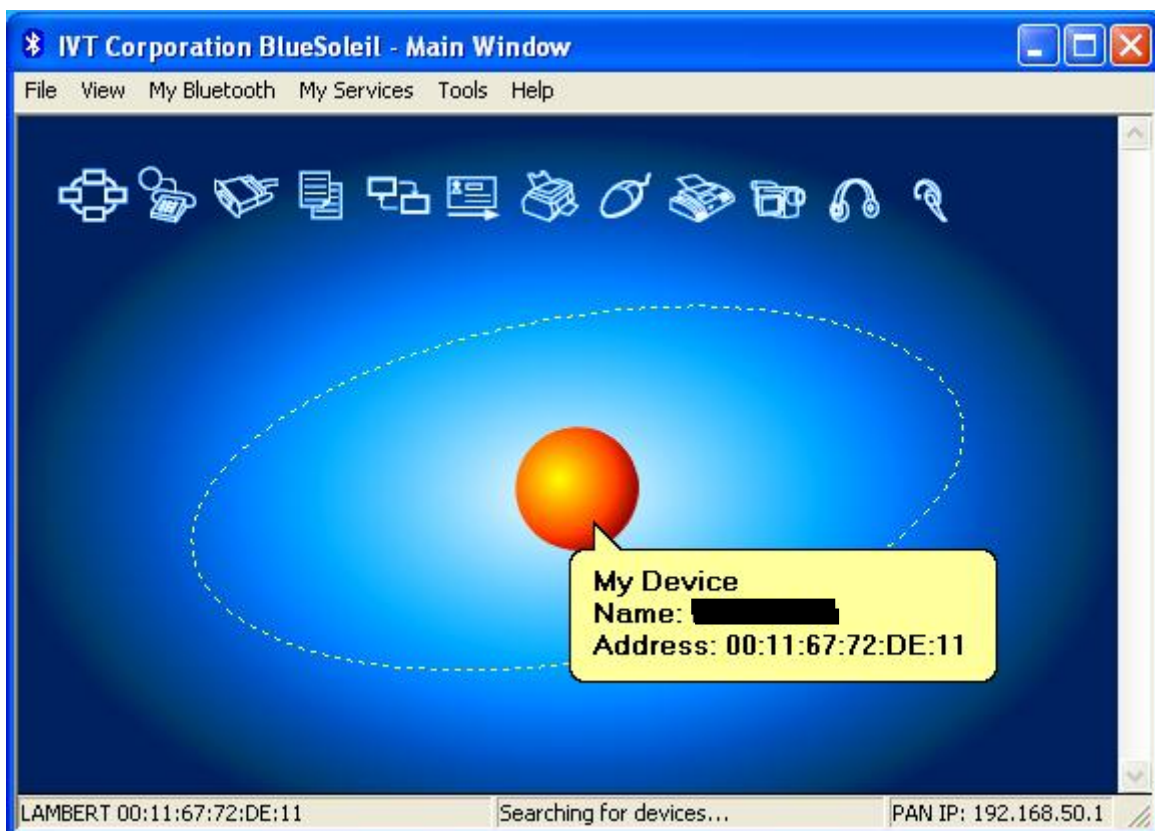 IVT Corporation BlueSoleil - Main Window
File View My Bluetooth My Services Tools Help
My Device
Name:
Address: 00:11:67:72:DE:11
LAMBERT 00:11:67:72:DE:11 Searching for devices... PAN IP: 192.168.50.1